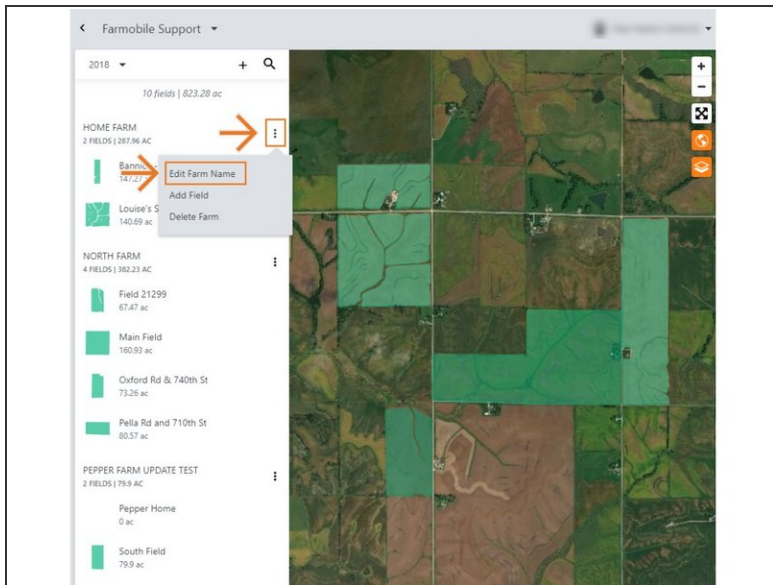 Farmobile Support
2018
+
10 fields | 823.28 ac
HOME FARM
2 FIELDS | 287.96 AC
147.27
Edit Farm Name
Add Field
Delete Farm
Louise's S
140.69 ac
NORTH FARM
4 FIELDS | 382.23 AC
Field 21299
67.47 ac
Main Field
160.93 ac
Oxford Rd & 740th St
73.26 ac
Pella Rd and 710th St
80.57 ac
PEPPER FARM UPDATE TEST
2 FIELDS | 79.9 AC
Pepper Home
0 ac
South Field
79.9 ac